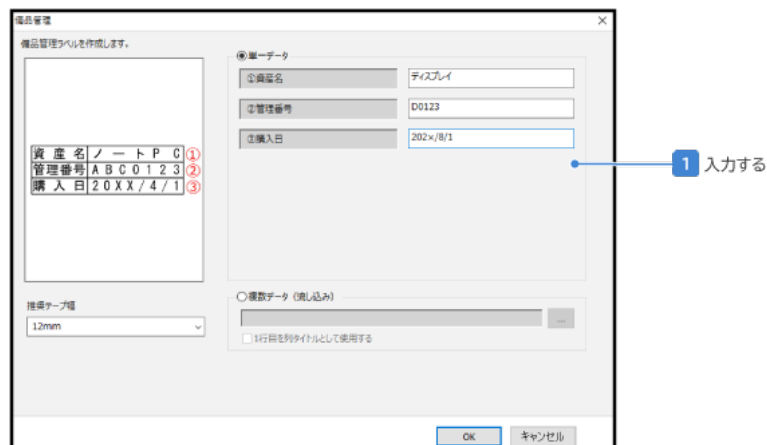 備品管理
備品管理ラベルを作成します。
資産名 ノートPC ①
管理番号 ABC0123 ②
購入日 20XX/4/1 ③
推奨テープ幅
12mm
単一データ
①資産名 ディスプレイ
②管理番号 D0123
③購入日 202×/8/1
複数データ（流し込み）
...
1行目を列タイトルとして使用する
OK キャンセル
1 入力する